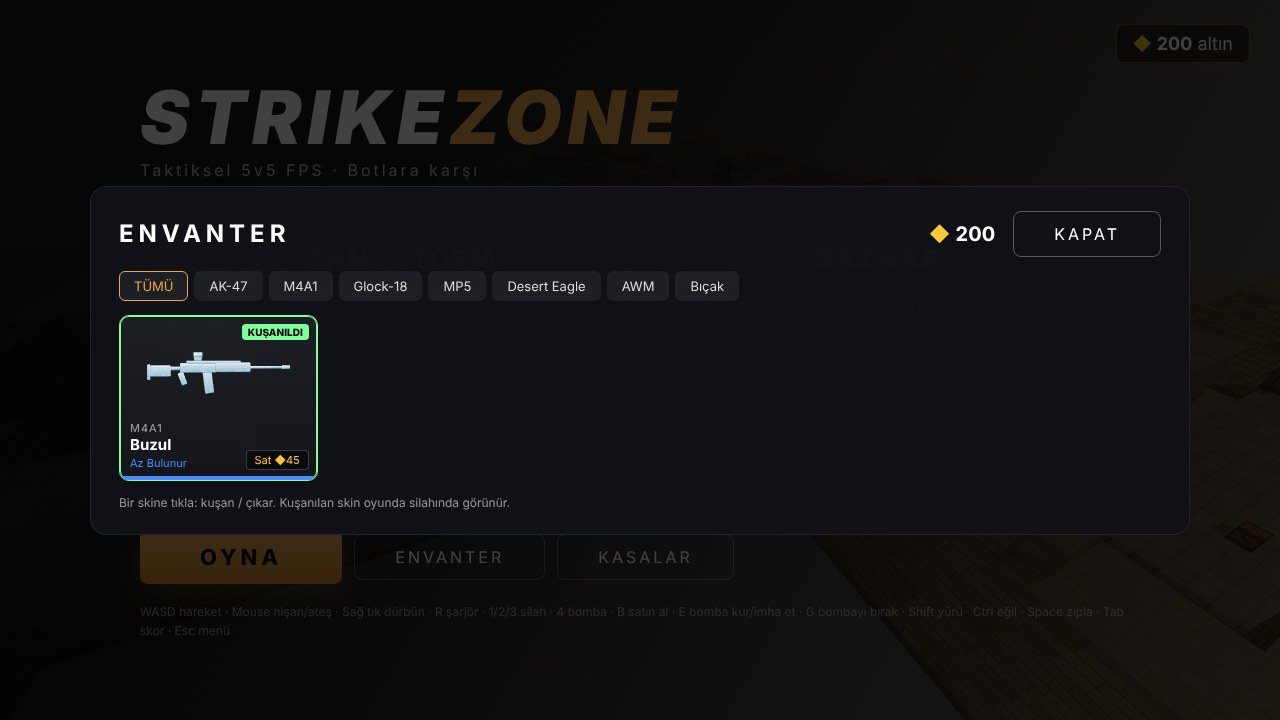 200 altın
STRIKEZONE
Taktiksel 5v5 FPS · Botlara karşı
ENVANTER
200
KAPAT
TÜMÜ
AK-47
M4A1
Glock-18
MP5
Desert Eagle
AWM
Bıçak
KUŞANILDI
M4A1
Buzul
Az Bulunur
Sat ◆45
Bir skine tıkla: kuşan / çıkar. Kuşanılan skin oyunda silahında görünür.
OYNA
ENVANTER
KASALAR
WASD hareket · Mouse nişan/ateş · Sağ tık dürbün · R şarjör · 1/2/3 silah · 4 bomba · B satın al · E bomba kur/imha et · G bombayı bırak · Shift yürü · Ctrl eğil · Space zıpla · Tab
skor · Esc menü